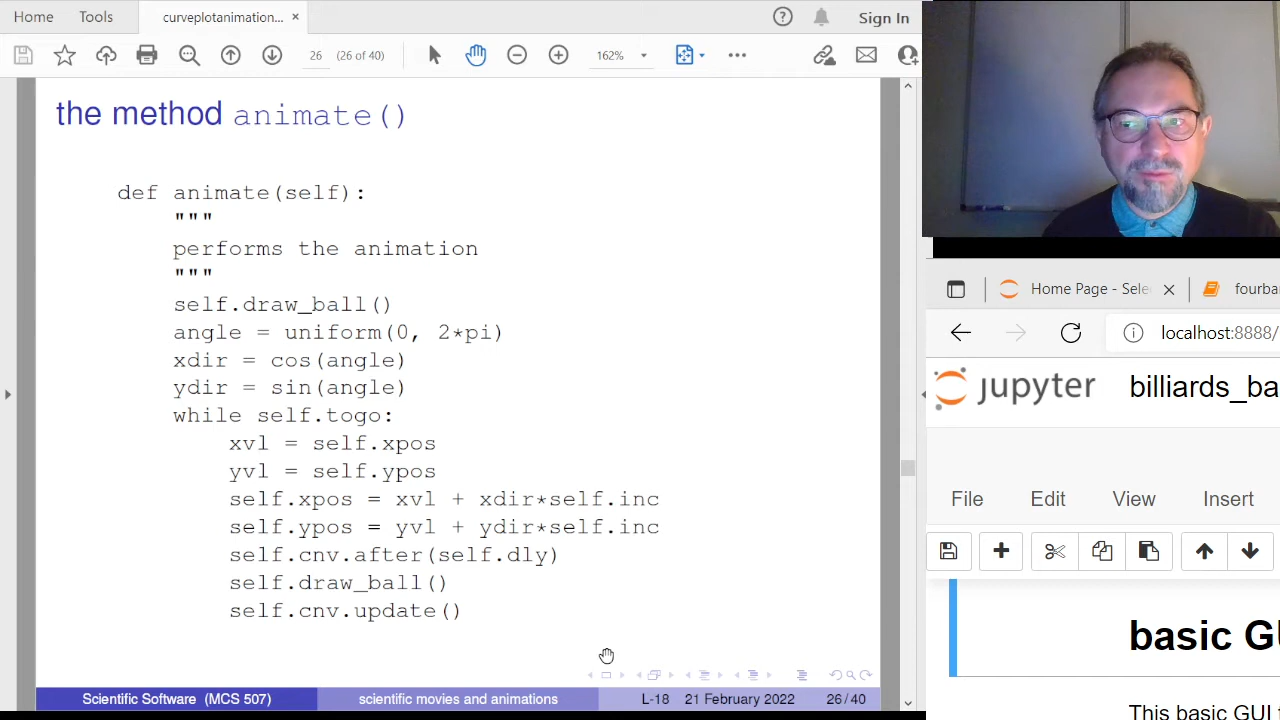 Home Tools curveplotanimation... × Sign In
26 (26 of 40) 162%
the method animate()
def animate(self):
"""
performs the animation
"""
self.draw_ball()
angle = uniform(0, 2*pi)
xdir = cos(angle)
ydir = sin(angle)
while self.togo:
xvl = self.xpos
yvl = self.ypos
self.xpos = xvl + xdir*self.inc
self.ypos = yvl + ydir*self.inc
self.cnv.after(self.dly)
self.draw_ball()
self.cnv.update()
Scientific Software (MCS 507) scientific movies and animations L-18 21 February 2022 26/40
Home Page - Sele × fourba
localhost:8888/
jupyter billiards_ba
File Edit View Insert
basic GU
This basic GUI